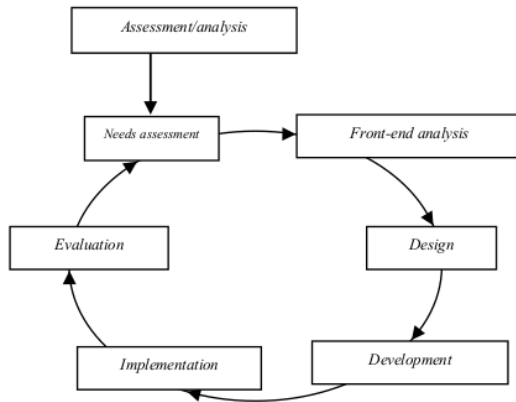 Assessment/analysis
Needs assessment
Front-end analysis
Evaluation
Design
Implementation
Development